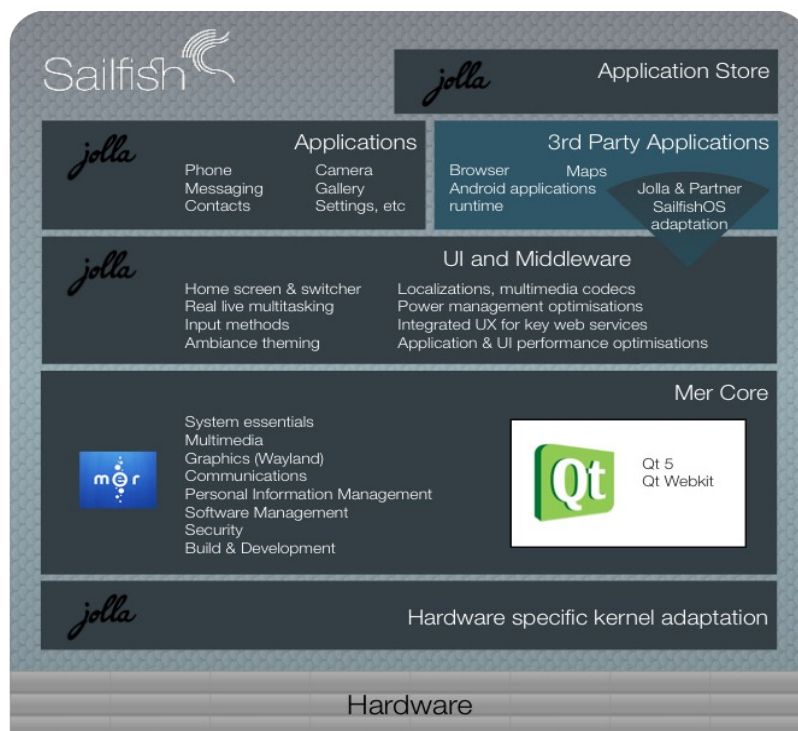 Sailfish
jolla
Application Store
jolla
Applications
Phone
Messaging
Contacts
Camera
Gallery
Settings, etc
3rd Party Applications
Browser
Maps
Android applications
runtime
Jolla & Partner
SailfishOS
adaptation
jolla
UI and Middleware
Home screen & switcher
Real live multitasking
Input methods
Ambiance theming
Localizations, multimedia codecs
Power management optimisations
Integrated UX for key web services
Application & UI performance optimisations
Mer Core
mer
System essentials
Multimedia
Graphics (Wayland)
Communications
Personal Information Management
Software Management
Security
Build & Development
Qt
Qt 5
Qt Webkit
jolla
Hardware specific kernel adaptation
Hardware